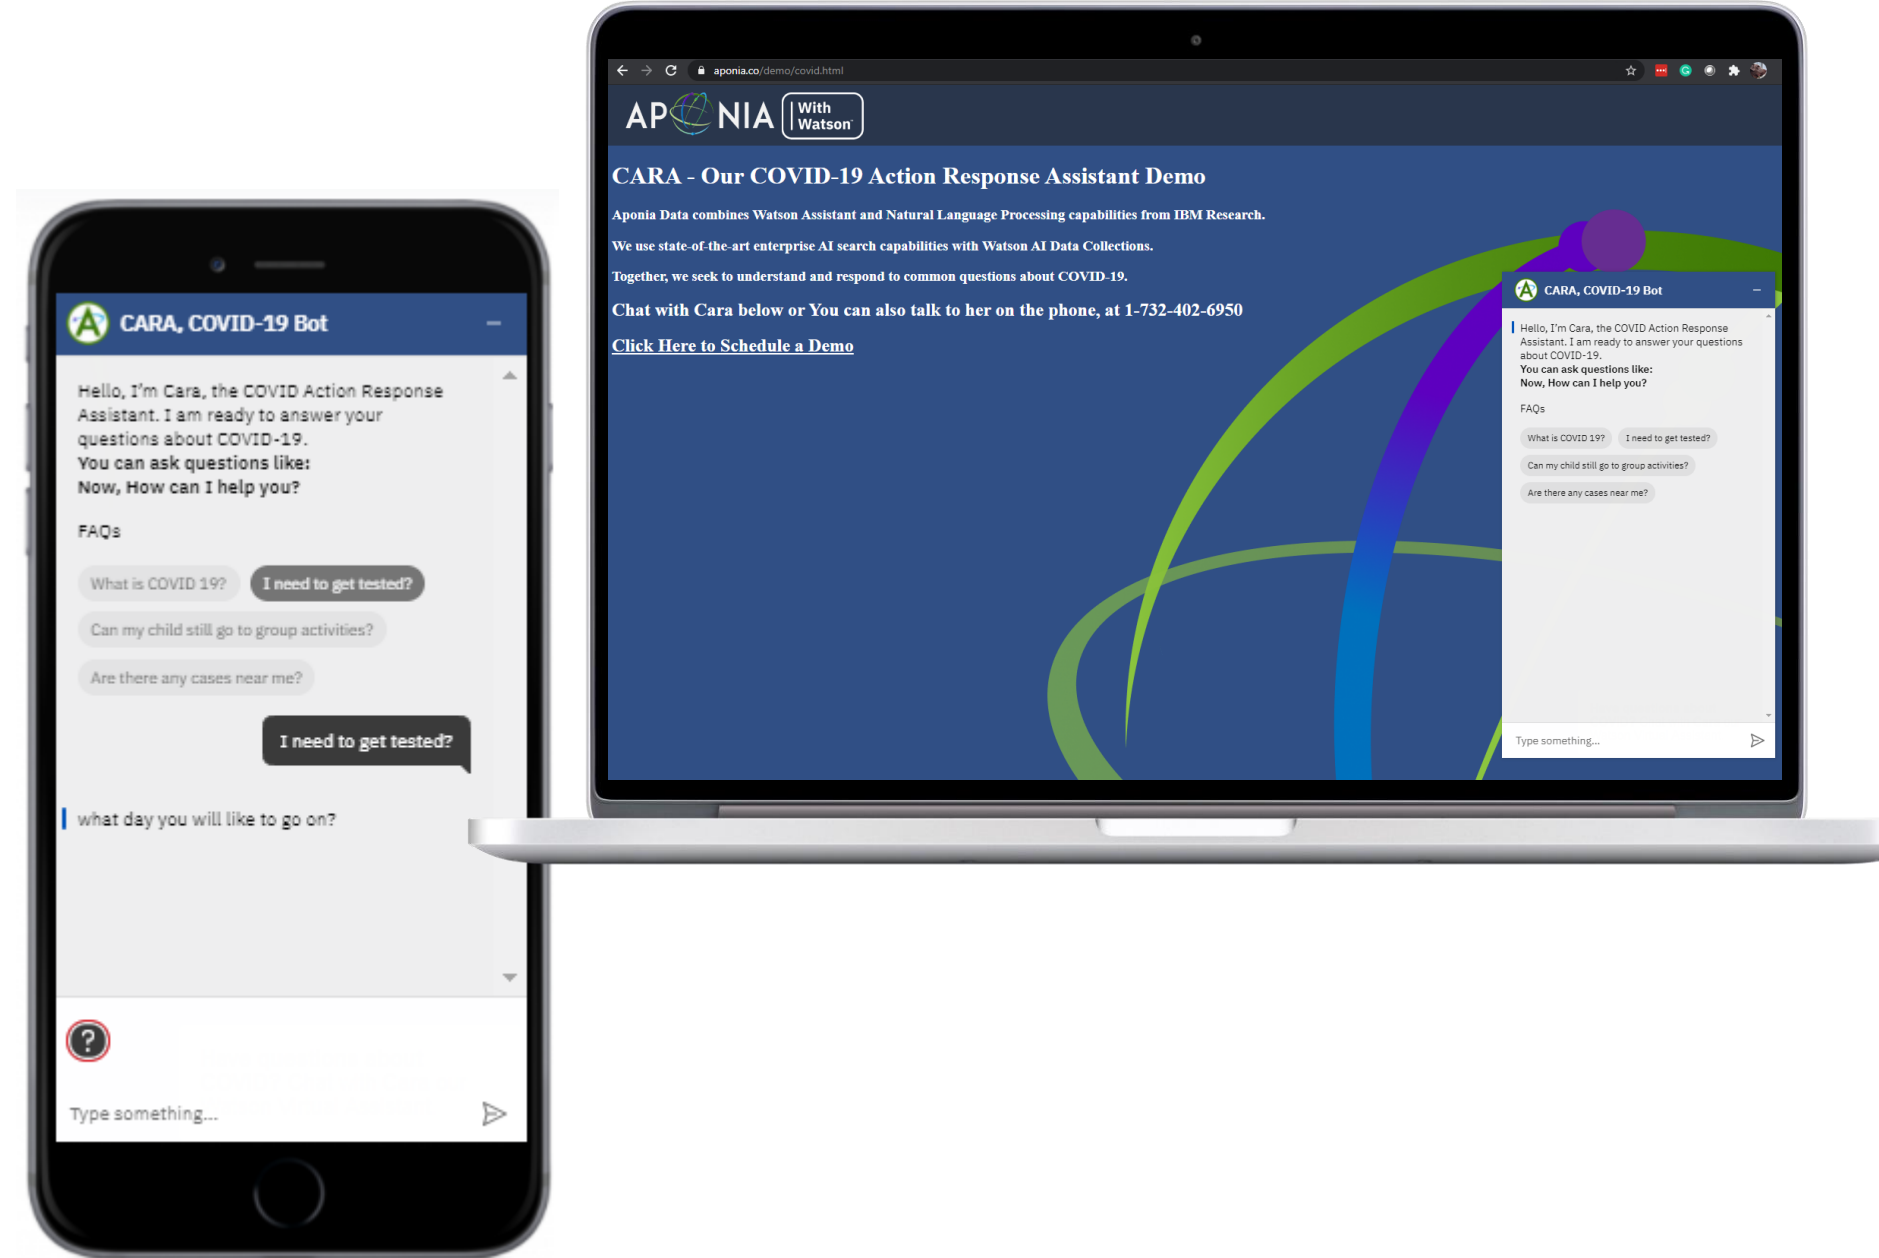 CARA, COVID-19 Bot
Hello, I'm Cara, the COVID Action Response
Assistant. I am ready to answer your
questions about COVID-19.
You can ask questions like:
Now, How can I help you?
FAQs
What is COVID 19?
I need to get tested?
Can my child still go to group activities?
Are there any cases near me?
I need to get tested?
what day you will like to go on?
?
Type something...
aponia.co/demo/covid.html
APONIA
With
Watson
CARA - Our COVID-19 Action Response Assistant Demo
Aponia Data combines Watson Assistant and Natural Language Processing capabilities from IBM Research.
We use state-of-the-art enterprise AI search capabilities with Watson AI Data Collections.
Together, we seek to understand and respond to common questions about COVID-19.
Chat with Cara below or You can also talk to her on the phone, at 1-732-402-6950
Click Here to Schedule a Demo
CARA, COVID-19 Bot
Hello, I'm Cara, the COVID Action Response
Assistant. I am ready to answer your questions
about COVID-19.
You can ask questions like:
Now, How can I help you?
FAQs
What is COVID 19?
I need to get tested?
Can my child still go to group activities?
Are there any cases near me?
Type something...